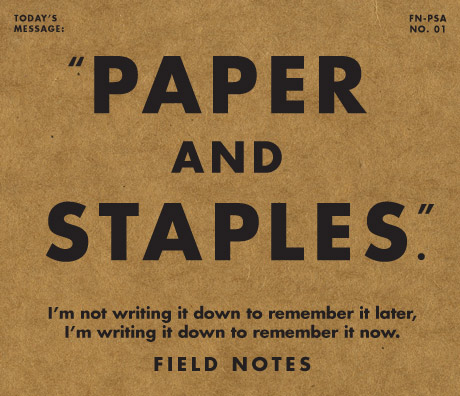 TODAY'S
MESSAGE:
FN-PSA
NO. 01
"PAPER
AND
STAPLES."
I'm not writing it down to remember it later,
I'm writing it down to remember it now.
FIELD NOTES